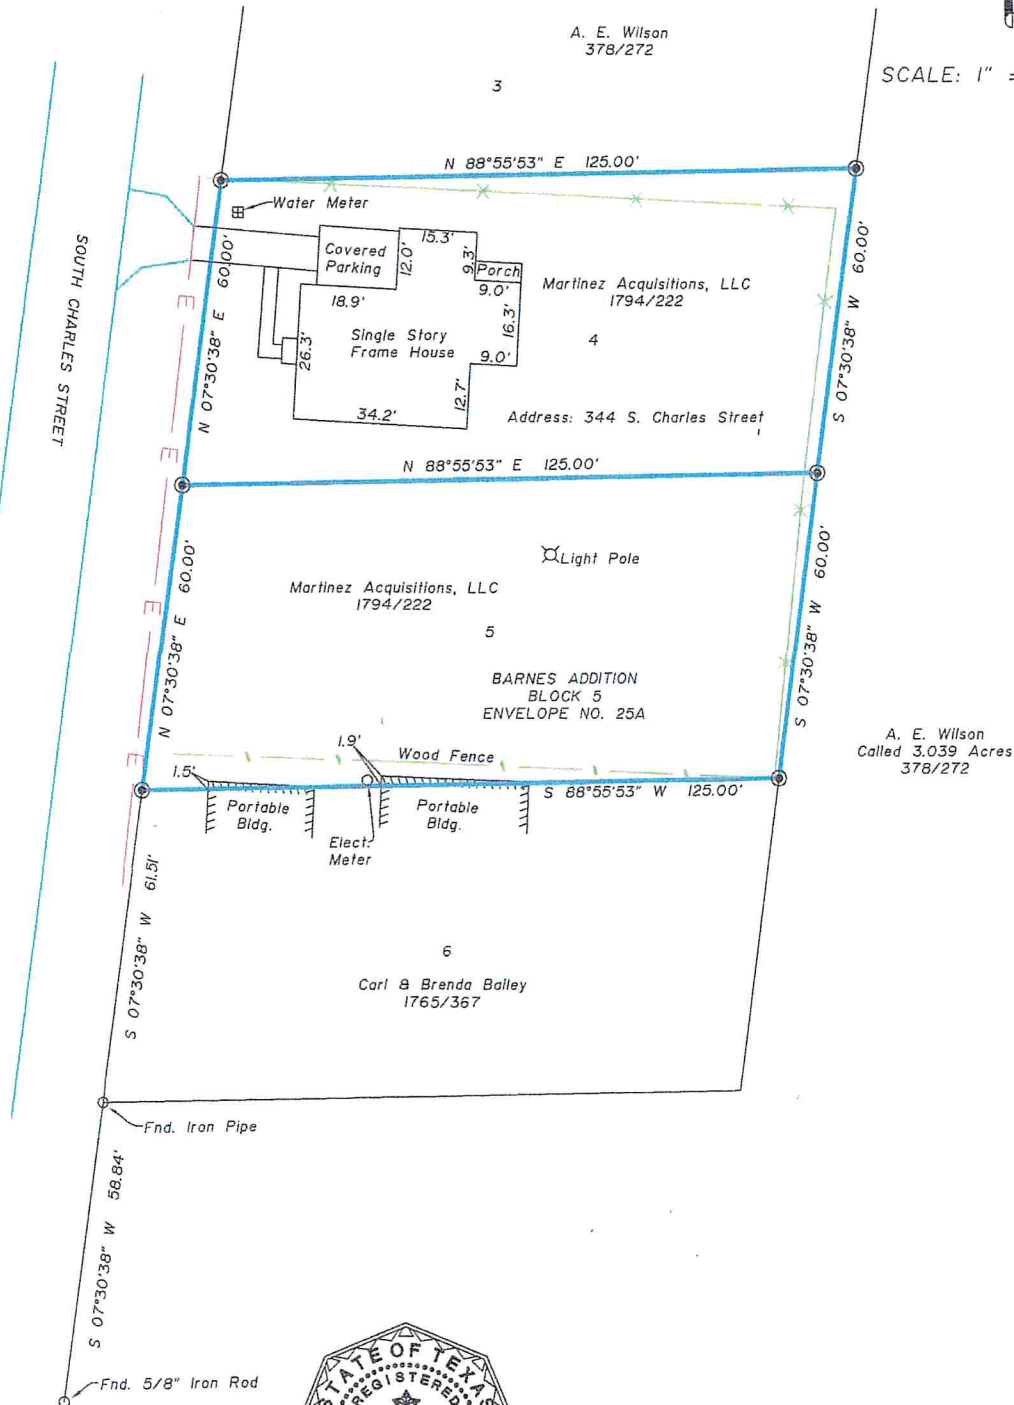 A. E. Wilson
378/272
SCALE: 1" =
3
N 88°55'53" E 125.00'
Water Meter
SOUTH CHARLES STREET
N 07°30'38" E 60.00'
Covered
Parking
15.3'
12.0'
9.3'
Porch
9.0'
18.9'
16.3'
Single Story
Frame House
26.3'
9.0'
12.7'
34.2'
Martinez Acquisitions, LLC
1794/222
4
S 07°30'38" W 60.00'
Address: 344 S. Charles Street
E
E
E
E
N 88°55'53" E 125.00'
Light Pole
N 07°30'38" E 60.00'
Martinez Acquisitions, LLC
1794/222
5
S 07°30'38" W 60.00'
BARNES ADDITION
BLOCK 5
ENVELOPE NO. 25A
A. E. Wilson
Called 3.039 Acres
378/272
1.9'
Wood Fence
1.5'
S 88°55'53" W 125.00'
Portable
Bldg.
Portable
Bldg.
Elect.
Meter
S 07°30'38" W 61.51'
6
Carl & Brenda Bailey
1765/367
Fnd. Iron Pipe
S 07°30'38" W 58.84'
Fnd. 5/8" Iron Rod
STATE OF TEXAS
REGISTERED